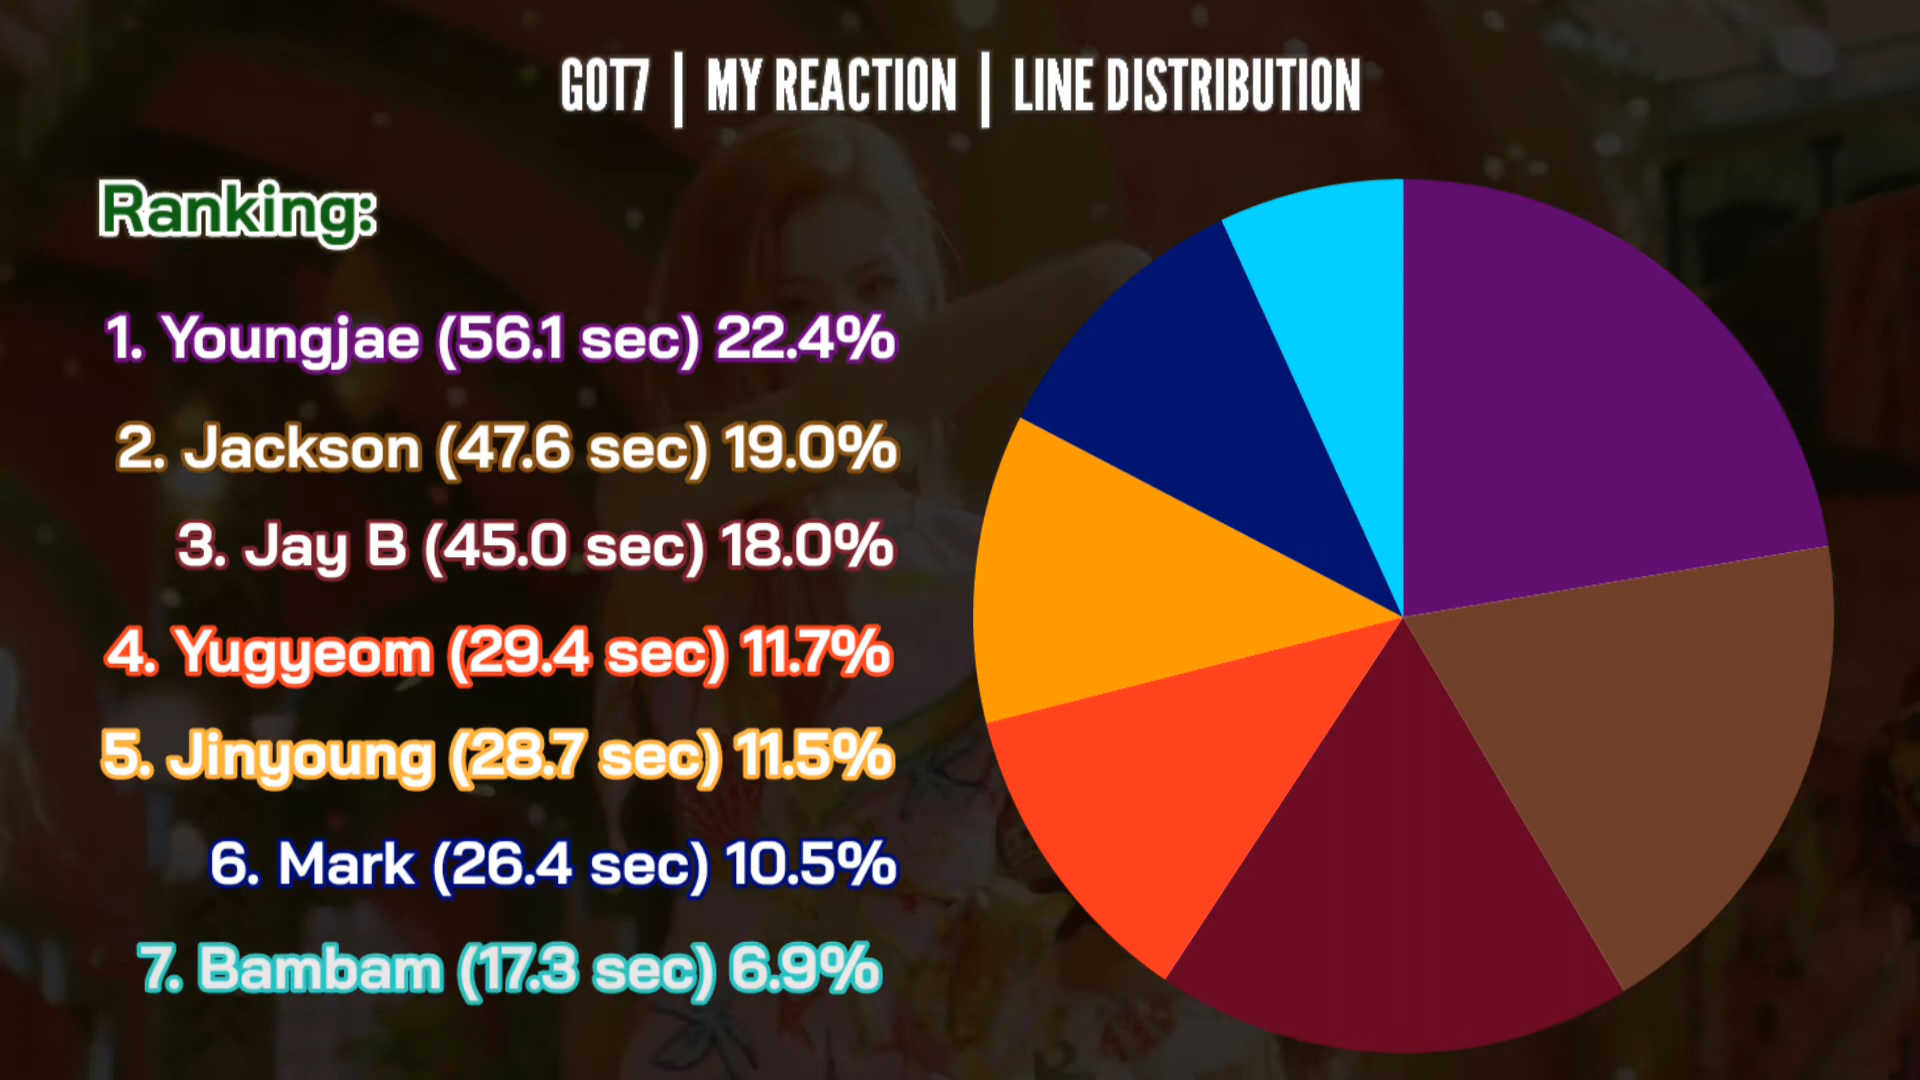 GOT7 | MY REACTION | LINE DISTRIBUTION
Ranking:
1. Youngjae (56.1 sec) 22.4%
2. Jackson (47.6 sec) 19.0%
3. Jay B (45.0 sec) 18.0%
4. Yugyeom (29.4 sec) 11.7%
5. Jinyoung (28.7 sec) 11.5%
6. Mark (26.4 sec) 10.5%
7. Bambam (17.3 sec) 6.9%